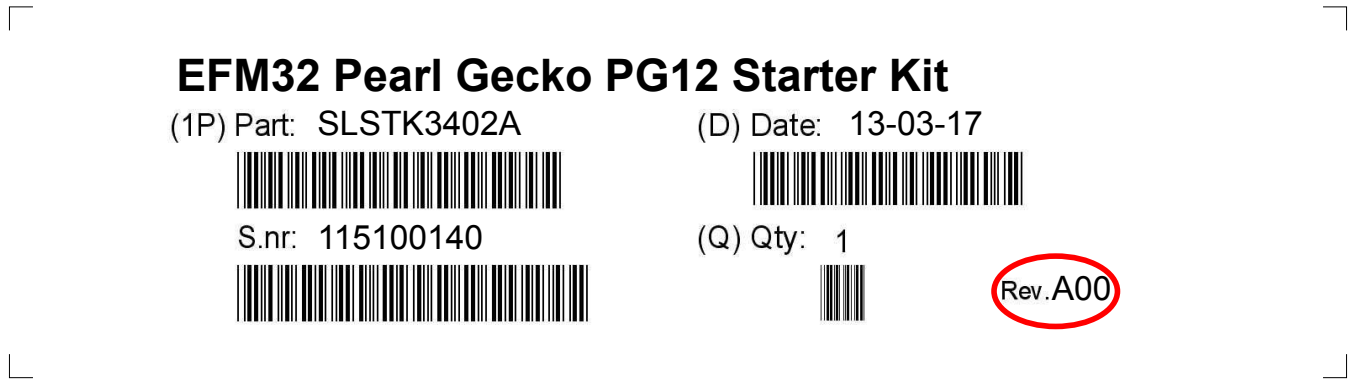 EFM32 Pearl Gecko PG12 Starter Kit
(1P) Part: SLSTK3402A (D) Date: 13-03-17
S.nr: 115100140 (Q) Qty: 1
Rev.A00